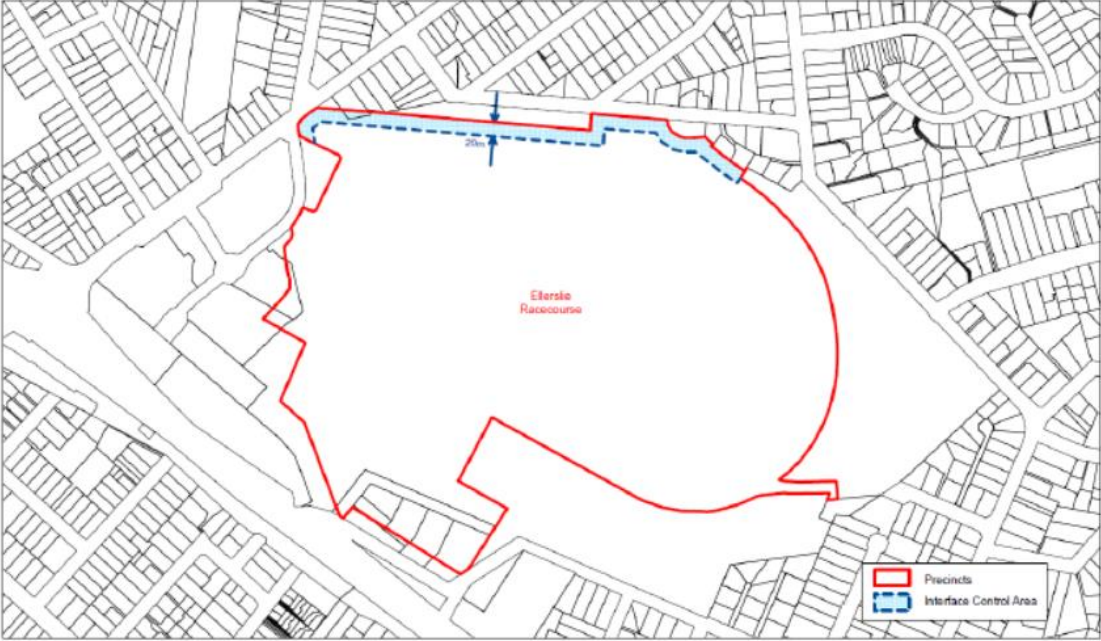 20m
Ellerslie
Racecourse
Precincts
Interface Control Area